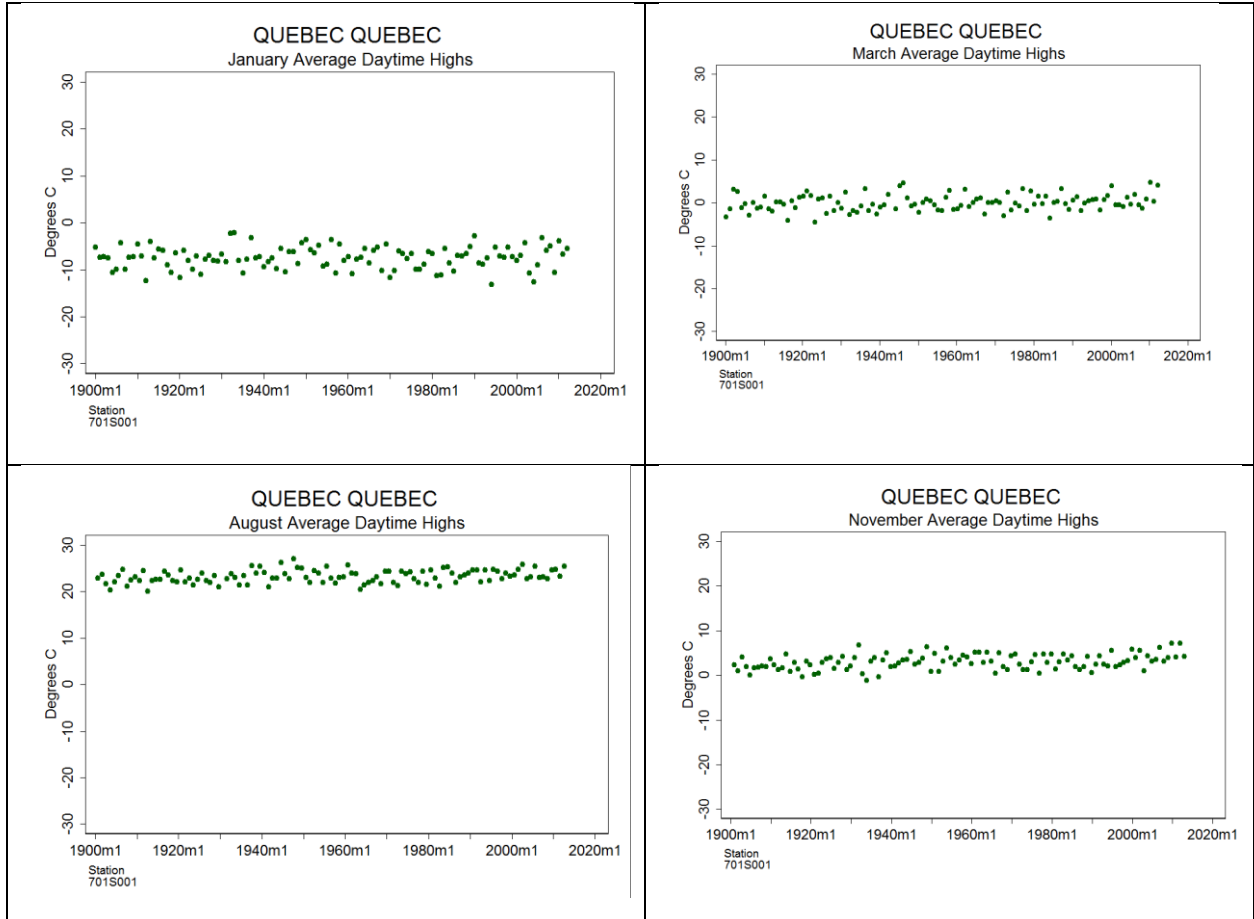 QUEBEC QUEBEC
January Average Daytime Highs
Degrees C
30
20
10
0
-10
-20
-30
1900m1 1920m1 1940m1 1960m1 1980m1 2000m1 2020m1
Station
701S001
QUEBEC QUEBEC
March Average Daytime Highs
Degrees C
30
20
10
0
-10
-20
-30
1900m1 1920m1 1940m1 1960m1 1980m1 2000m1 2020m1
Station
701S001
QUEBEC QUEBEC
August Average Daytime Highs
Degrees C
30
20
10
0
-10
-20
-30
1900m1 1920m1 1940m1 1960m1 1980m1 2000m1 2020m1
Station
701S001
QUEBEC QUEBEC
November Average Daytime Highs
Degrees C
30
20
10
0
-10
-20
-30
1900m1 1920m1 1940m1 1960m1 1980m1 2000m1 2020m1
Station
701S001